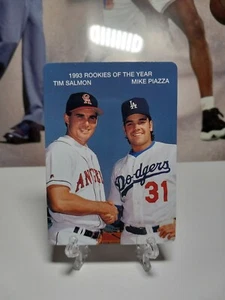 1993 ROOKIES OF THE YEAR
TIM SALMON MIKE PIAZZA
Dodgers
31